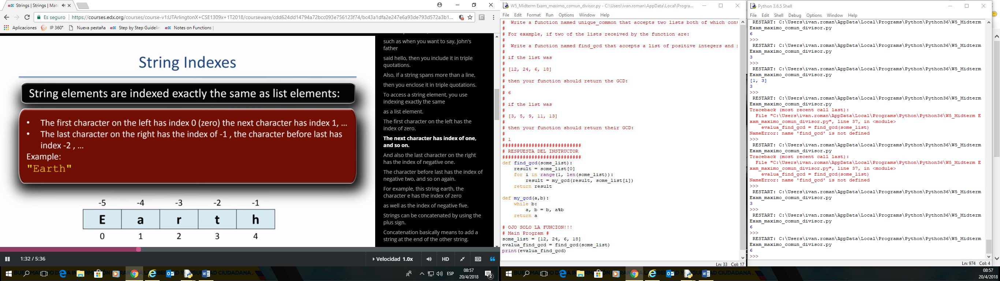 Strings | Strings | Mate
Es seguro | https://courses.edx.org/courses/course-v1:UTArlingtonX+CSE1309x+1T2018/courseware/cdd624dd14794a72bcc093e756123f74/bc43a1dfa2e247e6a93de793d572a3b1...
Aplicaciones IP 360° Nueva pestaña edX Step by Step Guidelin edX Notes on Functions |
String Indexes
String elements are indexed exactly the same as list elements:
• The first character on the left has index 0 (zero) the next character has index 1, ...
• The last character on the right has the index of -1 , the character before last has
index -2 , ...
Example:
"Earth"
-5 -4 -3 -2 -1
E a r t h
0 1 2 3 4
such as when you want to say, John's
father
said hello, then you include it in triple
quotations.
Also, if a string spans more than a line,
then you enclose it in triple quotations.
To access a string element, you use
indexing exactly the same
as a list element.
The first character on the left has the
index of zero.
The next character has index of one,
and so on.
And also the last character on the right
has the index of negative one.
The character before last has the index of
negative two, and so on again.
For example, this string earth, the
character e has the index of zero
as well as the index of negative five.
Strings can be concatenated by using the
plus sign.
Concatenation basically means to add a
string at the end of the other string.
1:32 / 5:36 Velocidad 1.0x HD
ESP 08:57
20/4/2018
W5_Midterm Exam_maximo_comun_divisor.py - C:\Users\ivan.roman\AppData\Local\Progra...
File Edit Format Run Options Window Help
# Write a function named unique_common that accepts two lists both of which cont
#
# For example, if two of the lists received by the function are:
#
# Write a function named find_gcd that accepts a list of positive integers and
#
# if the list was
#
# [12, 24, 6, 18]
#
# then your function should return the GCD:
#
# 6
#
# if the list was
#
# [3, 5, 9, 11, 13]
#
# then your function should return their GCD:
#
# 1
###########################
# RESPUESTA DEL INSTRUCTOR
###########################
def find_gcd(some_list):
    result = some_list[0]
    for i in range(1, len(some_list)):
        result = my_gcd(result, some_list[i])
    return result
def my_gcd(a,b):
    while b:
        a, b = b, a%b
    return a
# OJO SOLO LA FUNCION!!!
# Main Program #
some_list = [12, 24, 6, 18]
evalua_find_gcd = find_gcd(some_list)
print(evalua_find_gcd)
Ln: 33 Col: 17
Python 3.6.5 Shell
File Edit Shell Debug Options Window Help
RESTART: C:\Users\ivan.roman\AppData\Local\Programs\Python\Python36\W5_Midterm
Exam_maximo_comun_divisor.py
6
>>>
RESTART: C:\Users\ivan.roman\AppData\Local\Programs\Python\Python36\W5_Midterm
Exam_maximo_comun_divisor.py
3
>>>
RESTART: C:\Users\ivan.roman\AppData\Local\Programs\Python\Python36\W5_Midterm
Exam_maximo_comun_divisor.py
[1, 3]
3
>>>
RESTART: C:\Users\ivan.roman\AppData\Local\Programs\Python\Python36\W5_Midterm
Exam_maximo_comun_divisor.py
Traceback (most recent call last):
  File "C:\Users\ivan.roman\AppData\Local\Programs\Python\Python36\W5_Midterm E
xam_maximo_comun_divisor.py", line 37, in <module>
    evalua_find_gcd = find_gcd(some_list)
NameError: name 'find_gcd' is not defined
>>>
RESTART: C:\Users\ivan.roman\AppData\Local\Programs\Python\Python36\W5_Midterm
Exam_maximo_comun_divisor.py
Traceback (most recent call last):
  File "C:\Users\ivan.roman\AppData\Local\Programs\Python\Python36\W5_Midterm E
xam_maximo_comun_divisor.py", line 37, in <module>
    evalua_find_gcd = find_gcd(some_list)
NameError: name 'find_gcd' is not defined
>>>
RESTART: C:\Users\ivan.roman\AppData\Local\Programs\Python\Python36\W5_Midterm
Exam_maximo_comun_divisor.py
3
>>>
RESTART: C:\Users\ivan.roman\AppData\Local\Programs\Python\Python36\W5_Midterm
Exam_maximo_comun_divisor.py
6
>>>
RESTART: C:\Users\ivan.roman\AppData\Local\Programs\Python\Python36\W5_Midterm
Exam_maximo_comun_divisor.py
6
>>>
Ln: 974 Col: 4
08:57
20/4/2018